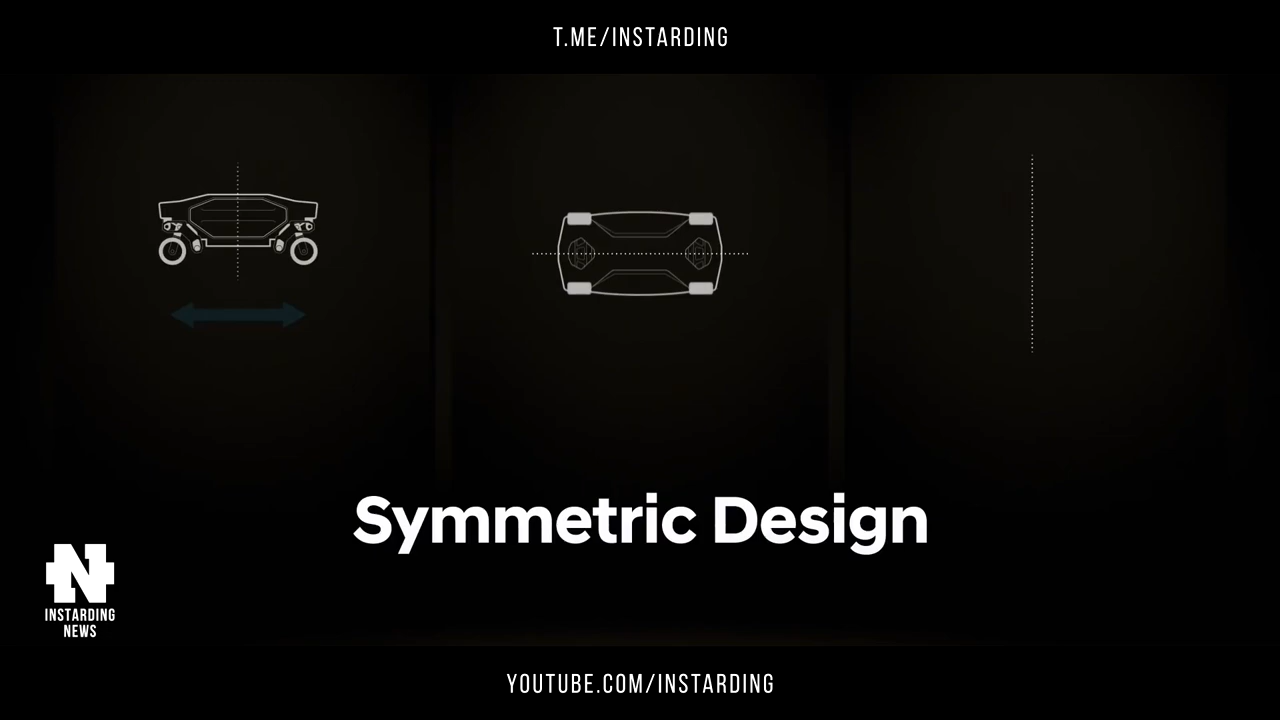 T.ME/INSTARDING
Symmetric Design
N
INSTARDING
NEWS
YOUTUBE.COM/INSTARDING